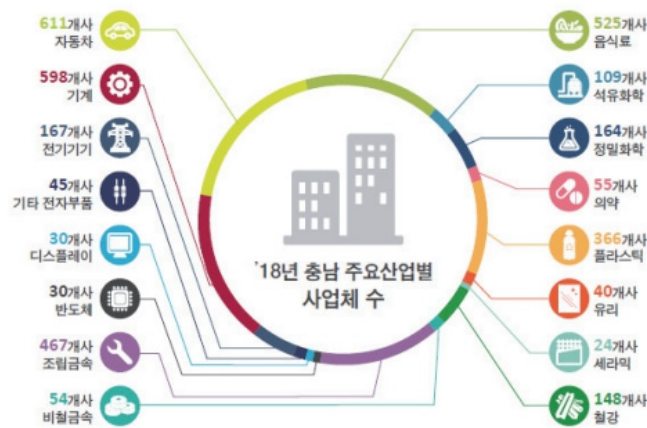 611개사
자동차
598개사
기계
167개사
전기기기
45개사
기타 전자부품
30개사
디스플레이
30개사
반도체
467개사
조립금속
54개사
비철금속
'18년 충남 주요산업별
사업체 수
525개사
음식료
109개사
석유화학
164개사
정밀화학
55개사
의약
366개사
플라스틱
40개사
유리
24개사
세라믹
148개사
철강